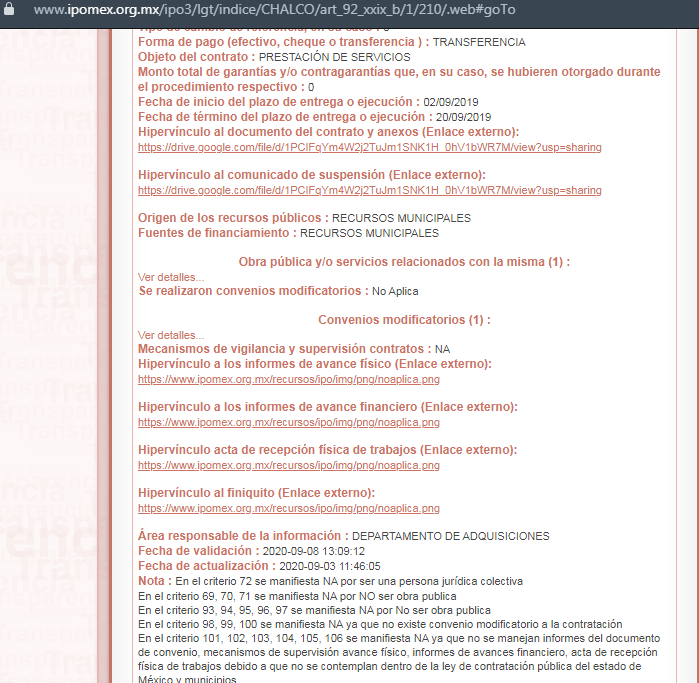 www.ipomex.org.mx/ipo3/lgt/indice/CHALCO/art_92_xxix_b/1/210/.web#goTo
Forma de pago (efectivo, cheque o transferencia ) : TRANSFERENCIA
Objeto del contrato : PRESTACIÓN DE SERVICIOS
Monto total de garantías y/o contragarantías que, en su caso, se hubieren otorgado durante
el procedimiento respectivo : 0
Fecha de inicio del plazo de entrega o ejecución : 02/09/2019
Fecha de término del plazo de entrega o ejecución : 20/09/2019
Hipervínculo al documento del contrato y anexos (Enlace externo):
https://drive.google.com/file/d/1PCIFqYm4W2j2TuJm1SNK1H_0hV1bWR7M/view?usp=sharing
Hipervínculo al comunicado de suspensión (Enlace externo):
https://drive.google.com/file/d/1PCIFqYm4W2j2TuJm1SNK1H_0hV1bWR7M/view?usp=sharing
Origen de los recursos públicos : RECURSOS MUNICIPALES
Fuentes de financiamiento : RECURSOS MUNICIPALES
Obra pública y/o servicios relacionados con la misma (1) :
Ver detalles...
Se realizaron convenios modificatorios : No Aplica
Convenios modificatorios (1) :
Ver detalles...
Mecanismos de vigilancia y supervisión contratos : NA
Hipervínculo a los informes de avance físico (Enlace externo):
https://www.ipomex.org.mx/recursos/ipo/img/png/noaplica.png
Hipervínculo a los informes de avance financiero (Enlace externo):
https://www.ipomex.org.mx/recursos/ipo/img/png/noaplica.png
Hipervínculo acta de recepción física de trabajos (Enlace externo):
https://www.ipomex.org.mx/recursos/ipo/img/png/noaplica.png
Hipervínculo al finiquito (Enlace externo):
https://www.ipomex.org.mx/recursos/ipo/img/png/noaplica.png
Área responsable de la información : DEPARTAMENTO DE ADQUISICIONES
Fecha de validación : 2020-09-08 13:09:12
Fecha de actualización : 2020-09-03 11:46:05
Nota : En el criterio 72 se manifiesta NA por ser una persona jurídica colectiva
En el criterio 69, 70, 71 se manifiesta NA por NO ser obra publica
En el criterio 93, 94, 95, 96, 97 se manifiesta NA por No ser obra publica
En el criterio 98, 99, 100 se manifiesta NA ya que no existe convenio modificatorio a la contratación
En el criterio 101, 102, 103, 104, 105, 106 se manifiesta NA ya que no se manejan informes del documento
de convenio, mecanismos de supervisión avance físico, informes de avances financiero, acta de recepción
física de trabajos debido a que no se contemplan dentro de la ley de contratación pública del estado de
México y municipios